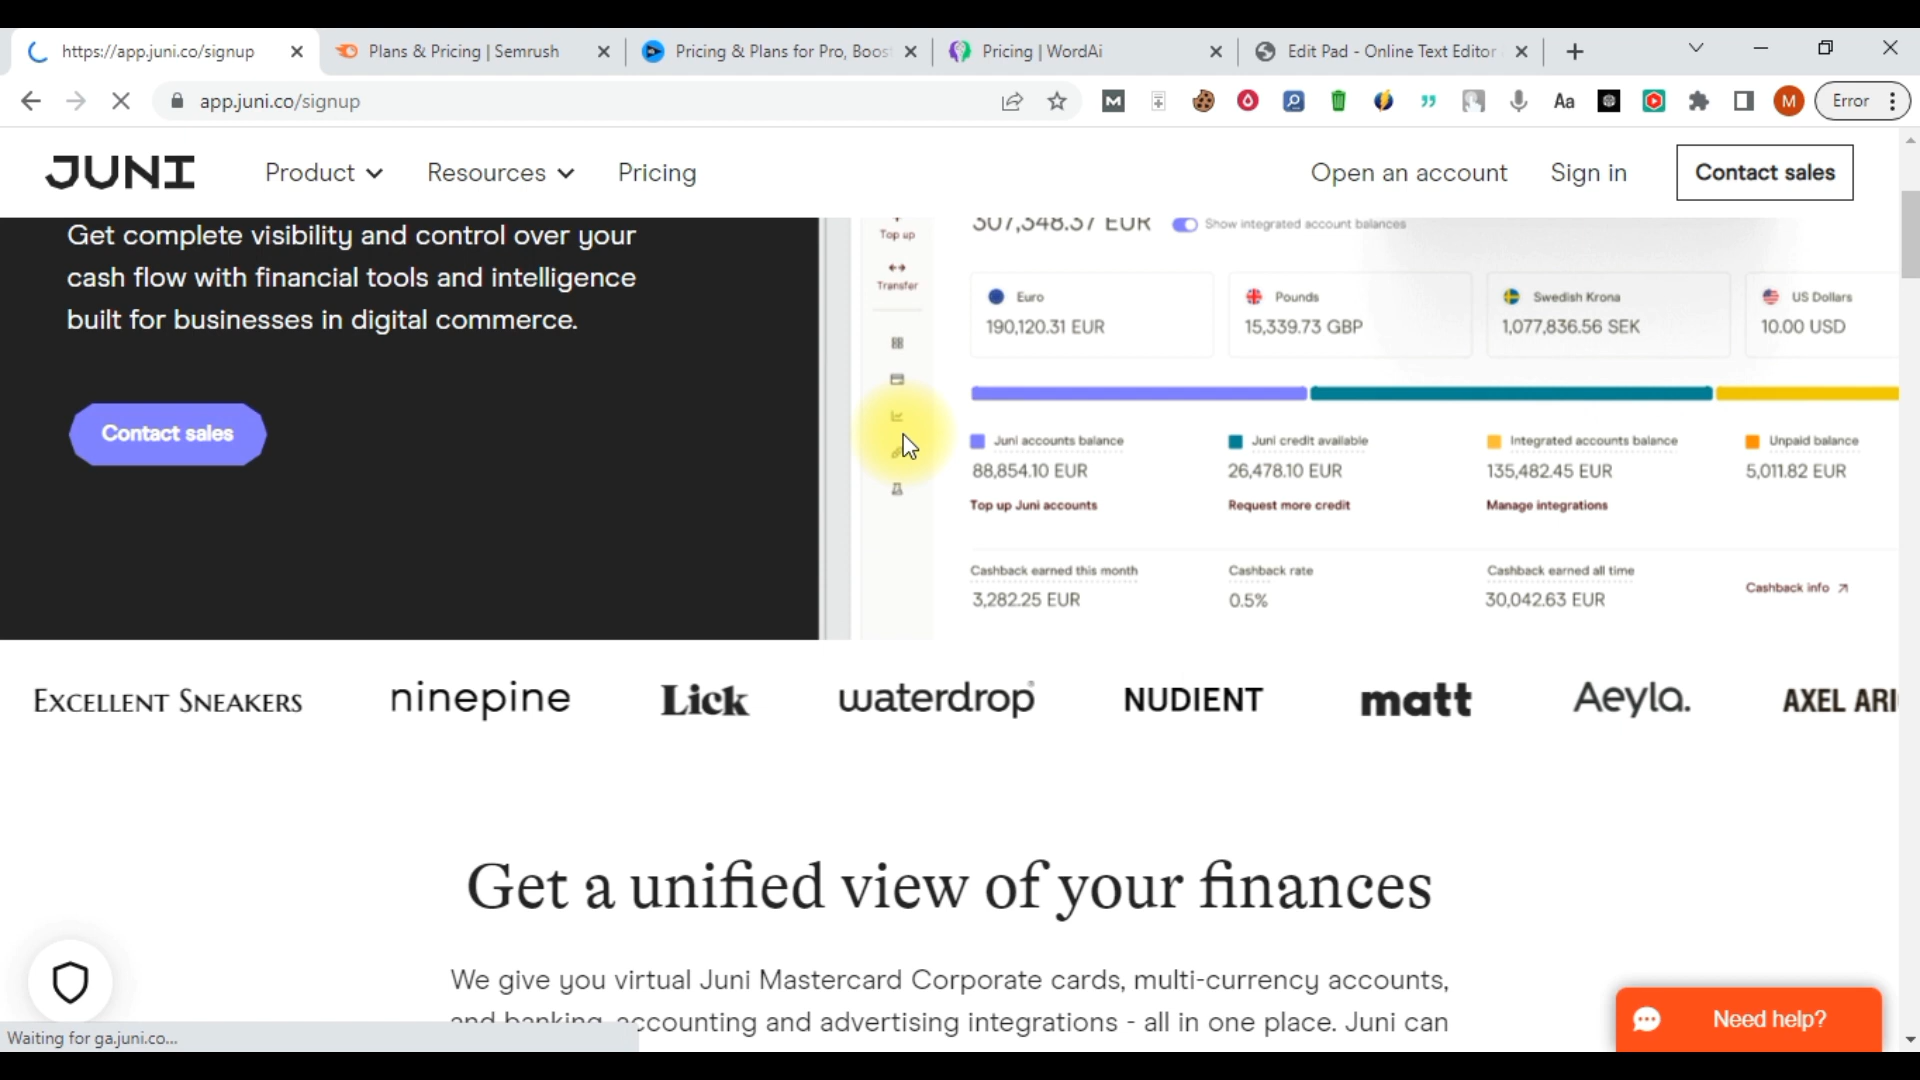 https://app.juni.co/signup
Plans & Pricing | Semrush
Pricing & Plans for Pro, Boos
Pricing | WordAi
Edit Pad - Online Text Editor
app.juni.co/signup
Aa
M
Error
JUNI
Product
Resources
Pricing
Open an account
Sign in
Contact sales
Get complete visibility and control over your
cash flow with financial tools and intelligence
built for businesses in digital commerce.
Contact sales
Top up
Transfer
307,348.37 EUR
Show integrated account balances
Euro
190,120.31 EUR
Pounds
15,339.73 GBP
Swedish Krona
1,077,836.56 SEK
US Dollars
10.00 USD
Juni accounts balance
88,854.10 EUR
Top up Juni accounts
Juni credit available
26,478.10 EUR
Request more credit
Integrated accounts balance
135,482.45 EUR
Manage integrations
Unpaid balance
5,011.82 EUR
Cashback earned this month
3,282.25 EUR
Cashback rate
0.5%
Cashback earned all time
30,042.63 EUR
Cashback info
EXCELLENT SNEAKERS
ninepine
Lick
waterdrop
NUDIENT
matt
Aeyla.
AXEL ARI
Get a unified view of your finances
We give you virtual Juni Mastercard Corporate cards, multi-currency accounts,
and banking, accounting and advertising integrations - all in one place. Juni can
Need help?
Waiting for ga.juni.co...